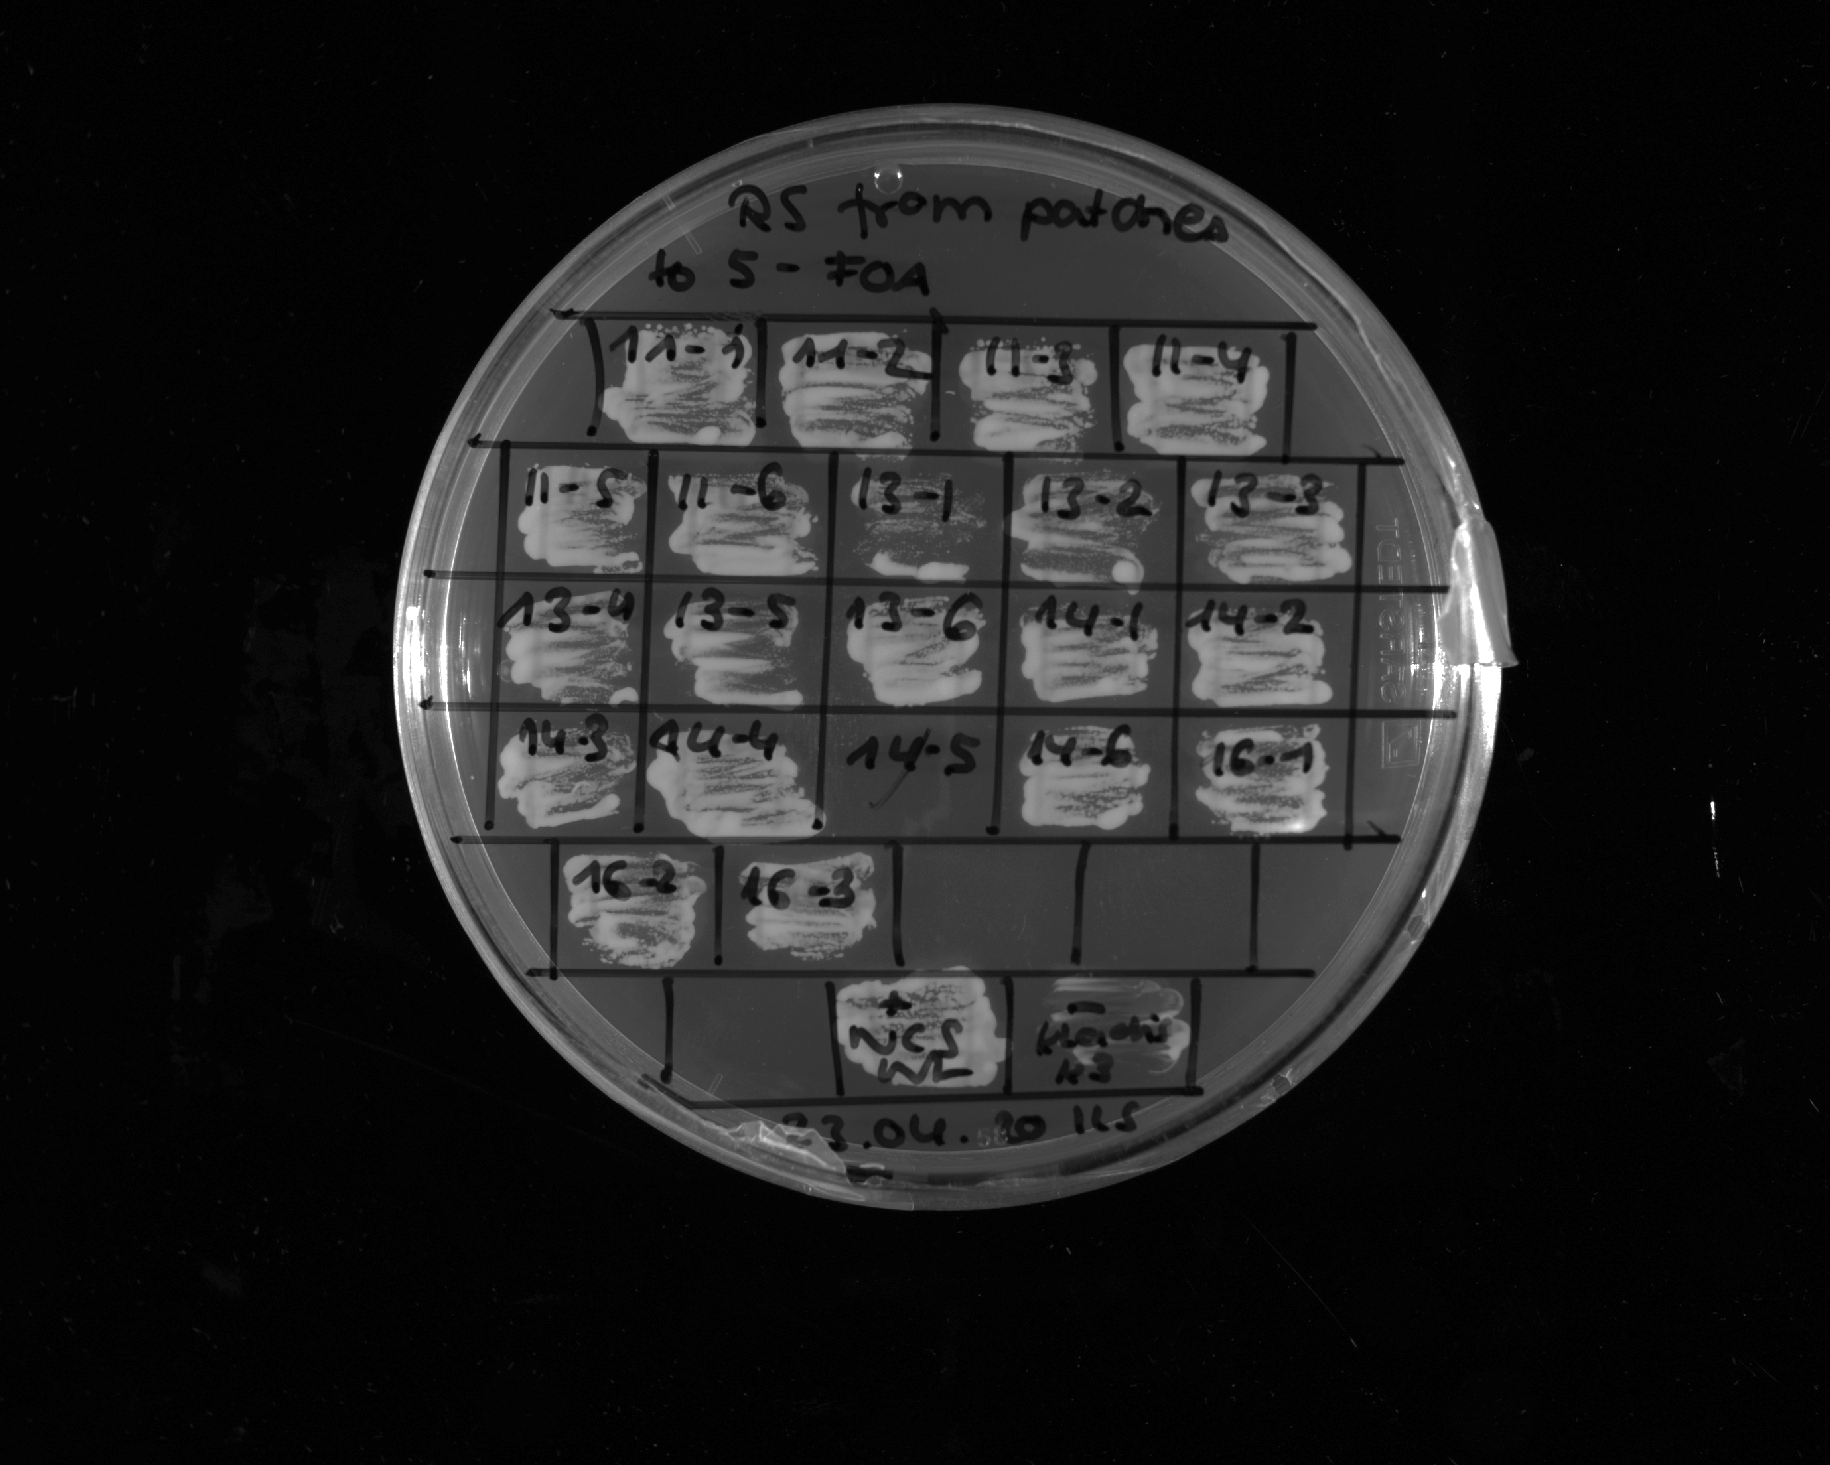 RS from patches
to 5-FOA
11-1 11-2 11-3 11-4
11-5 11-6 13-1 13-2 13-3
13-4 13-5 13-6 14-1 14-2
14-3 14-4 14-5 14-6 16-1
16-2 16-3
+ -
NCS
23.04.20